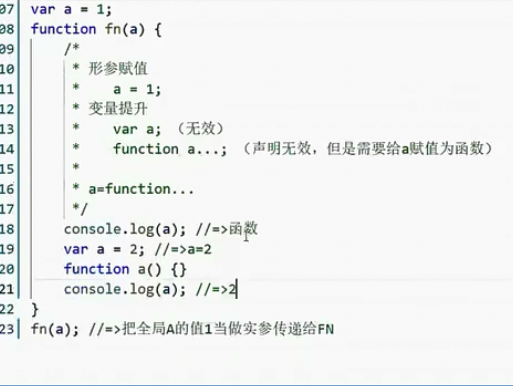 07 var a = 1;
08 function fn(a) {
09 /*
10 * 形参赋值
11 * a = 1;
12 * 变量提升
13 * var a; （无效）
14 * function a...; （声明无效，但是需要给a赋值为函数）
15 *
16 * a=function...
17 */
18 console.log(a); //=>函数
19 var a = 2; //=>a=2
20 function a() {}
21 console.log(a); //=>2
22 }
23 fn(a); //=>把全局A的值1当做实参传递给FN